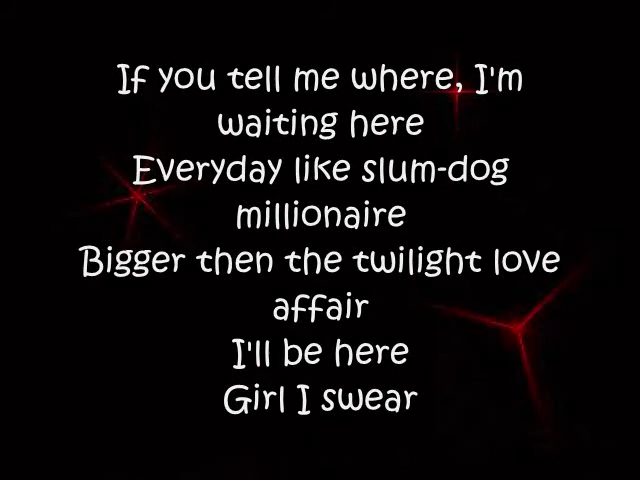 If you tell me where, I'm
waiting here
Everyday like slum-dog
millionaire
Bigger then the twilight love
affair
I'll be here
Girl I swear